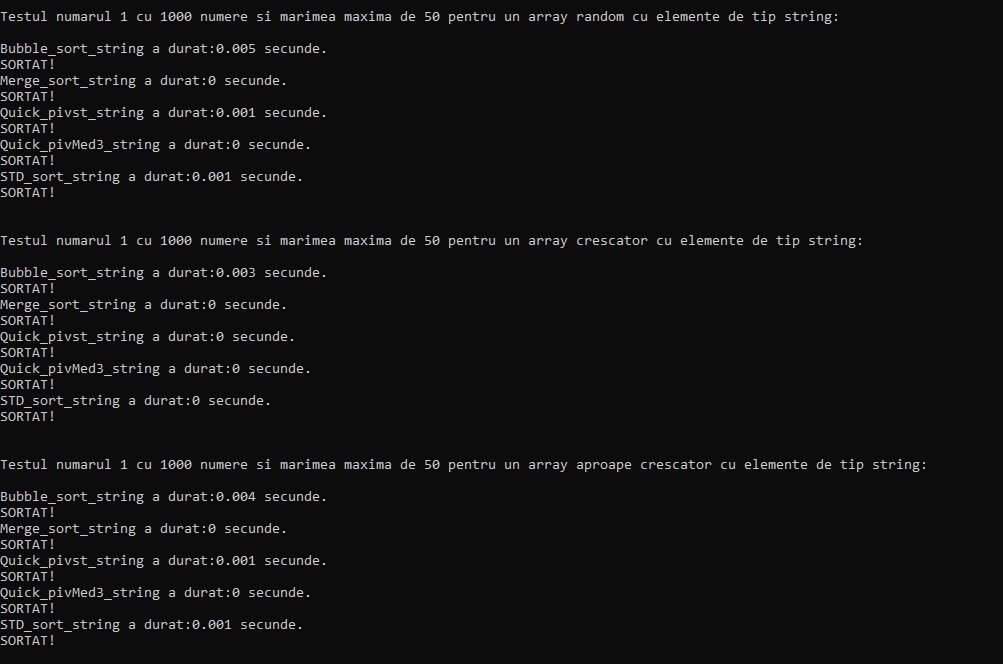 Testul numarul 1 cu 1000 numere si marimea maxima de 50 pentru un array random cu elemente de tip string:
Bubble_sort_string a durat:0.005 secunde.
SORTAT!
Merge_sort_string a durat:0 secunde.
SORTAT!
Quick_pivst_string a durat:0.001 secunde.
SORTAT!
Quick_pivMed3_string a durat:0 secunde.
SORTAT!
STD_sort_string a durat:0.001 secunde.
SORTAT!
Testul numarul 1 cu 1000 numere si marimea maxima de 50 pentru un array crescator cu elemente de tip string:
Bubble_sort_string a durat:0.003 secunde.
SORTAT!
Merge_sort_string a durat:0 secunde.
SORTAT!
Quick_pivst_string a durat:0 secunde.
SORTAT!
Quick_pivMed3_string a durat:0 secunde.
SORTAT!
STD_sort_string a durat:0 secunde.
SORTAT!
Testul numarul 1 cu 1000 numere si marimea maxima de 50 pentru un array aproape crescator cu elemente de tip string:
Bubble_sort_string a durat:0.004 secunde.
SORTAT!
Merge_sort_string a durat:0 secunde.
SORTAT!
Quick_pivst_string a durat:0.001 secunde.
SORTAT!
Quick_pivMed3_string a durat:0 secunde.
SORTAT!
STD_sort_string a durat:0.001 secunde.
SORTAT!